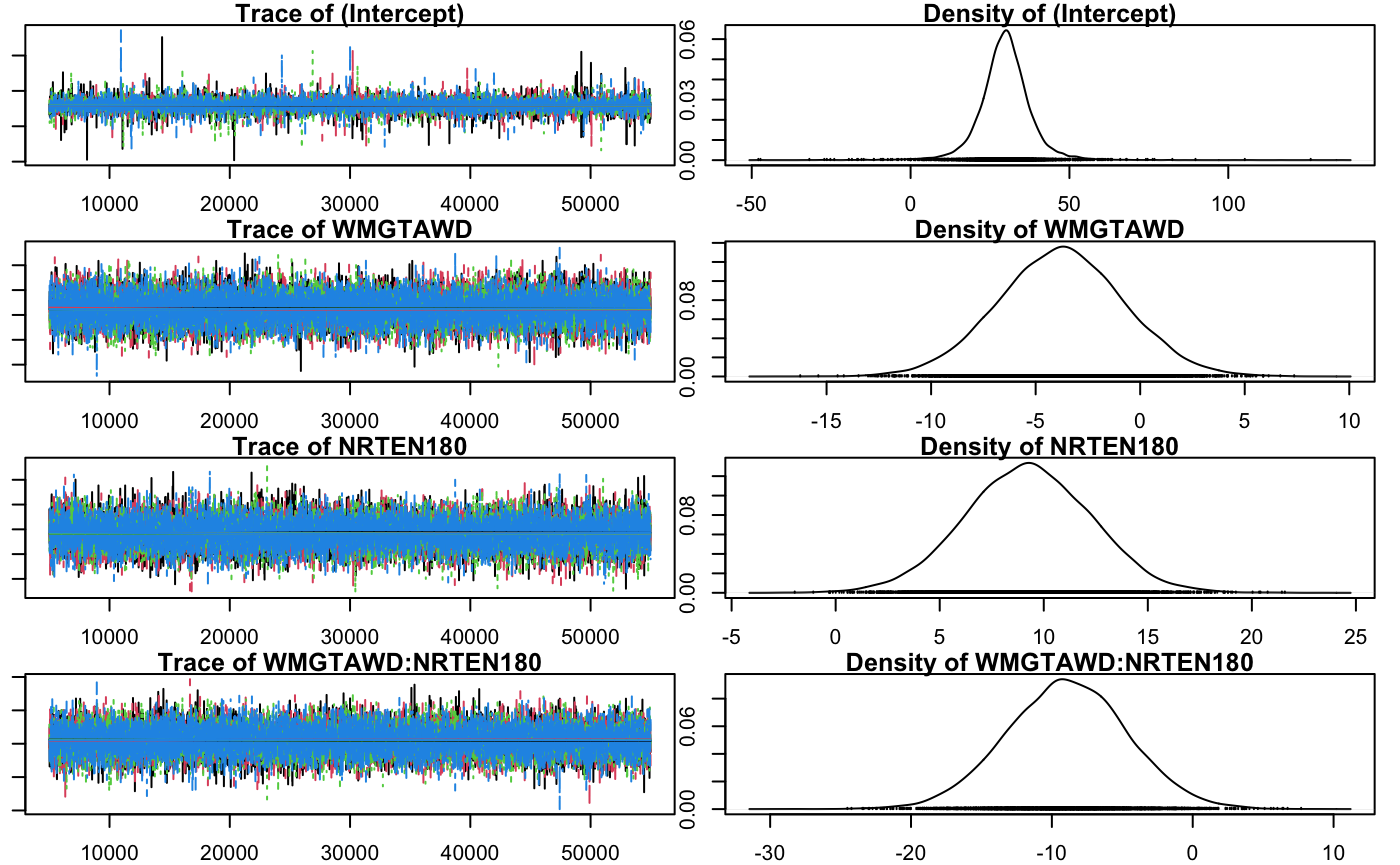 Trace of (Intercept) Density of (Intercept)
0.00 0.03 0.06
10000 20000 30000 40000 50000 -50 0 50 100
Trace of WMGTAWD Density of WMGTAWD
0.00 0.08
10000 20000 30000 40000 50000 -15 -10 -5 0 5 10
Trace of NRTEN180 Density of NRTEN180
0.00 0.08
10000 20000 30000 40000 50000 -5 0 5 10 15 20 25
Trace of WMGTAWD:NRTEN180 Density of WMGTAWD:NRTEN180
0.00 0.06
10000 20000 30000 40000 50000 -30 -20 -10 0 10